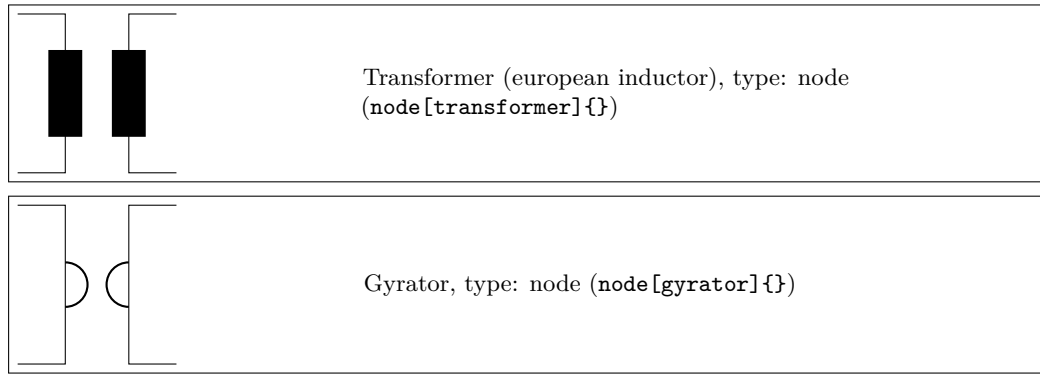 Transformer (european inductor), type: node
(node[transformer]{})
Gyrator, type: node (node[gyrator]{})